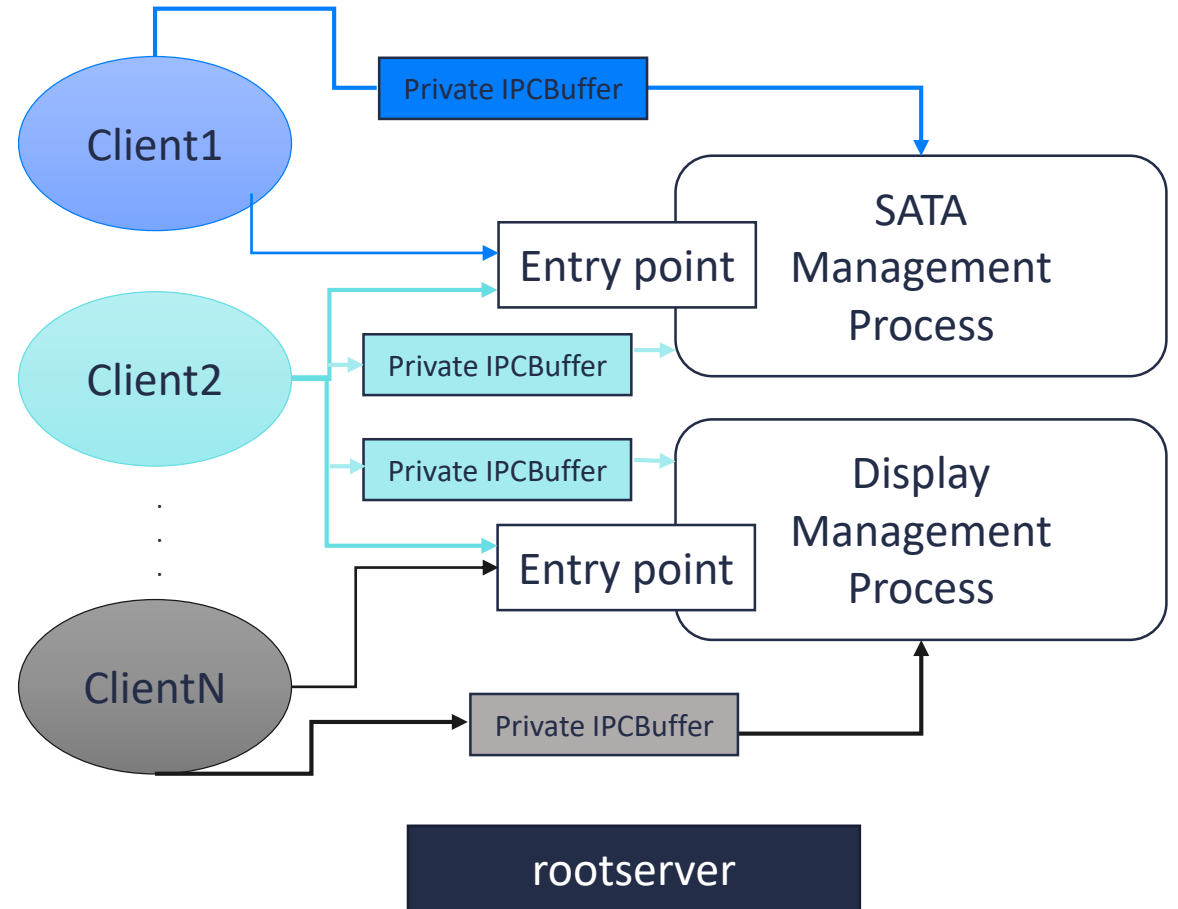 Private IPCBuffer
Client1
SATA
Management
Process
Entry point
Private IPCBuffer
Client2
Private IPCBuffer
Display
Management
Process
Entry point
.
.
.
ClientN
Private IPCBuffer
rootserver